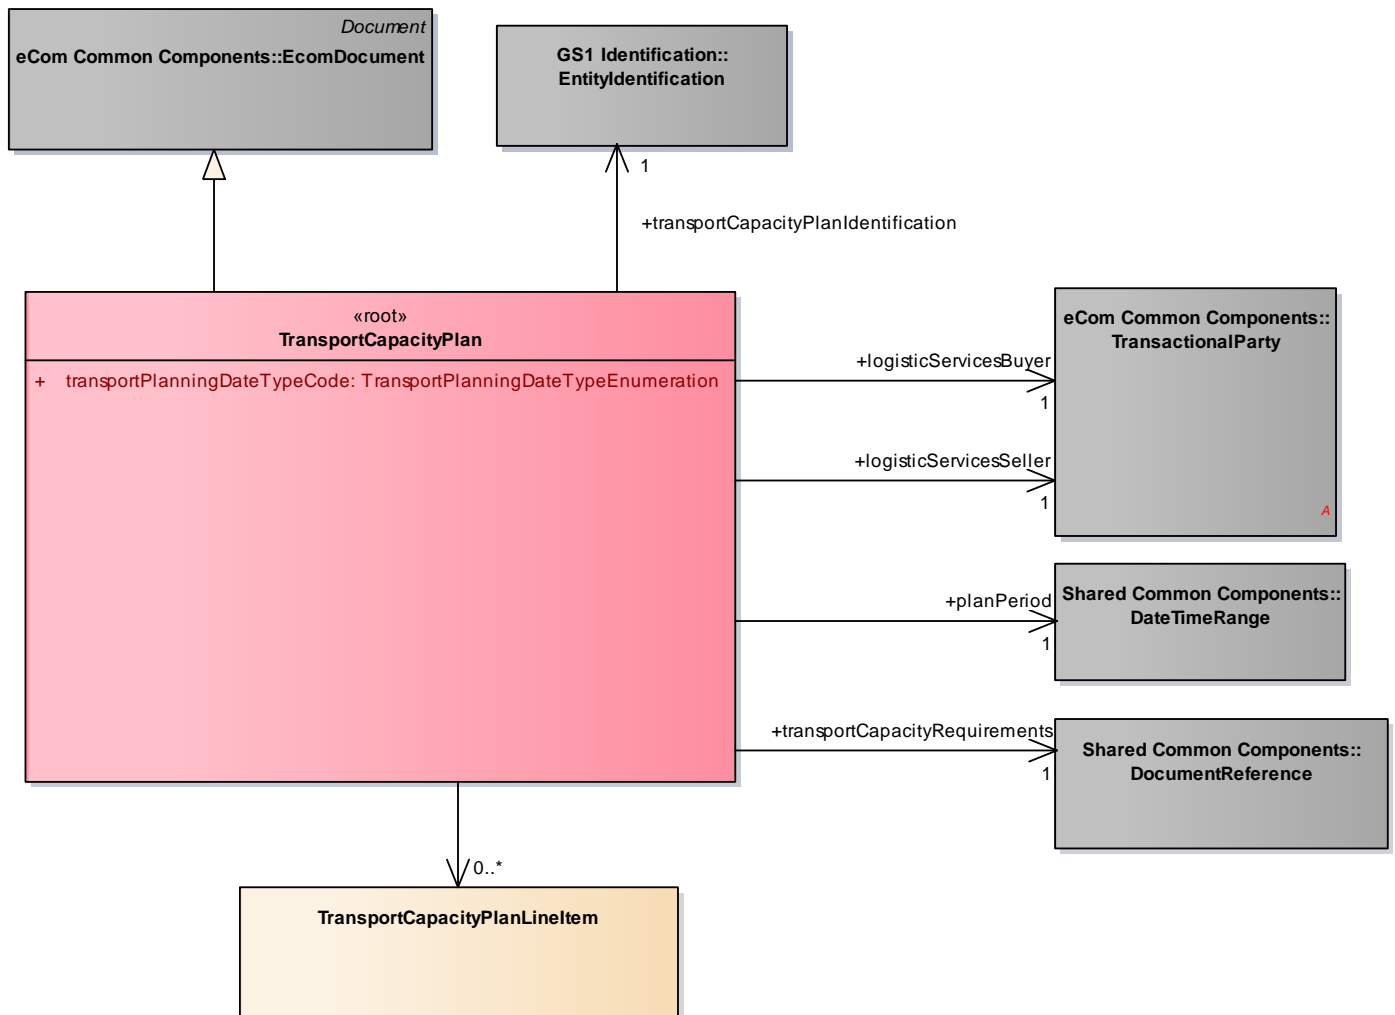 Document
eCom Common Components::EcomDocument
GS1 Identification::
EntityIdentification
1
+transportCapacityPlanIdentification
«root»
TransportCapacityPlan
+ transportPlanningDateTypeCode: TransportPlanningDateTypeEnumeration
eCom Common Components::
TransactionalParty
A
+logisticServicesBuyer
1
+logisticServicesSeller
1
+planPeriod
1
Shared Common Components::
DateTimeRange
+transportCapacityRequirements
1
Shared Common Components::
DocumentReference
0..*
TransportCapacityPlanLineItem